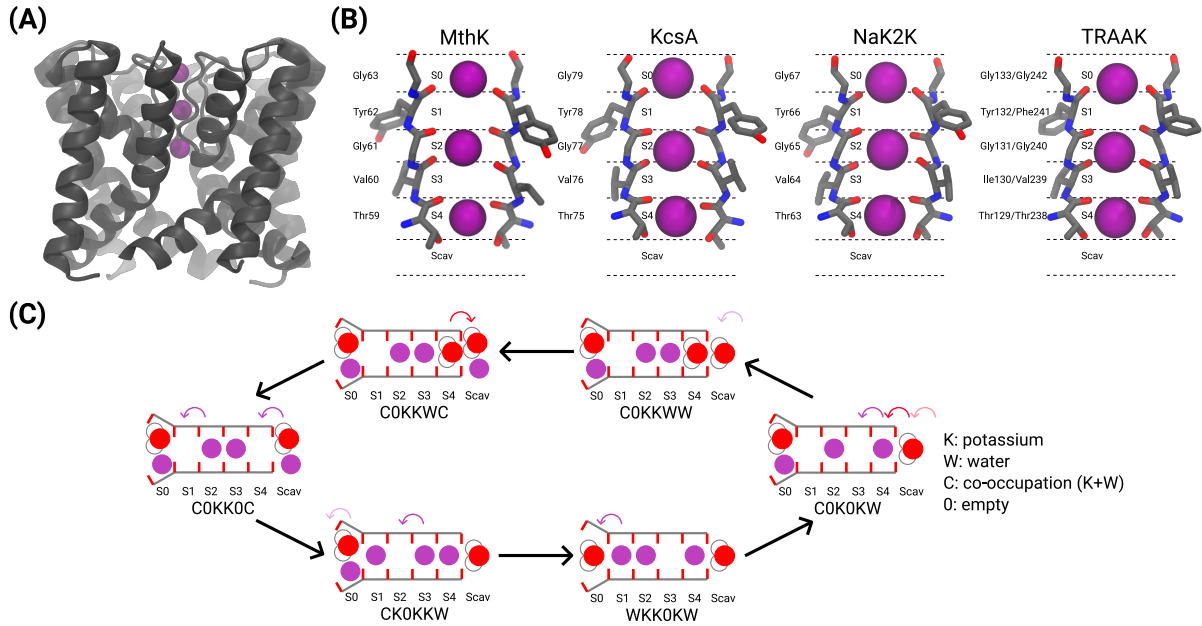 (A)
(B)
MthK
KcsA
NaK2K
TRAAK
Gly63
S0
Tyr62
S1
Gly61
S2
Val60
S3
Thr59
S4
Scav
Gly79
S0
Tyr78
S1
Gly77
S2
Val76
S3
Thr75
S4
Scav
Gly67
S0
Tyr66
S1
Gly65
S2
Val64
S3
Thr63
S4
Scav
Gly133/Gly242
S0
Tyr132/Phe241
S1
Gly131/Gly240
S2
Ile130/Val239
S3
Thr129/Thr238
S4
Scav
(C)
S0 S1 S2 S3 S4 Scav
C0KKWC
S0 S1 S2 S3 S4 Scav
C0KKWW
S0 S1 S2 S3 S4 Scav
C0KK0C
S0 S1 S2 S3 S4 Scav
C0K0KW
K: potassium
W: water
C: co-occupation (K+W)
0: empty
S0 S1 S2 S3 S4 Scav
CK0KKW
S0 S1 S2 S3 S4 Scav
WKK0KW